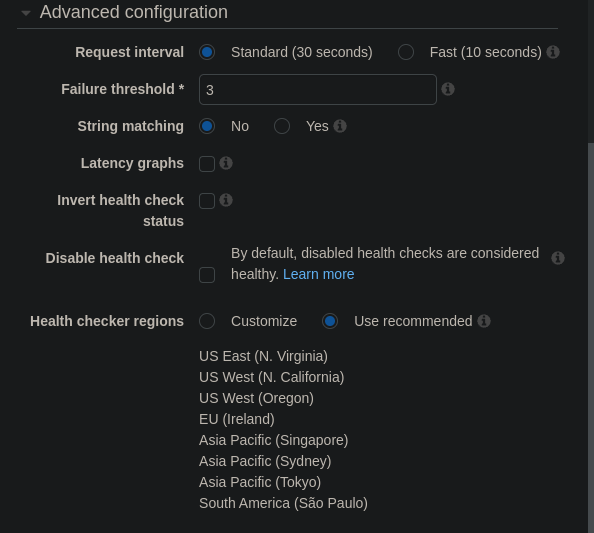 Advanced configuration
Request interval Standard (30 seconds) Fast (10 seconds)
Failure threshold * 3
String matching No Yes
Latency graphs
Invert health check
status
Disable health check By default, disabled health checks are considered
healthy. Learn more
Health checker regions Customize Use recommended
US East (N. Virginia)
US West (N. California)
US West (Oregon)
EU (Ireland)
Asia Pacific (Singapore)
Asia Pacific (Sydney)
Asia Pacific (Tokyo)
South America (São Paulo)